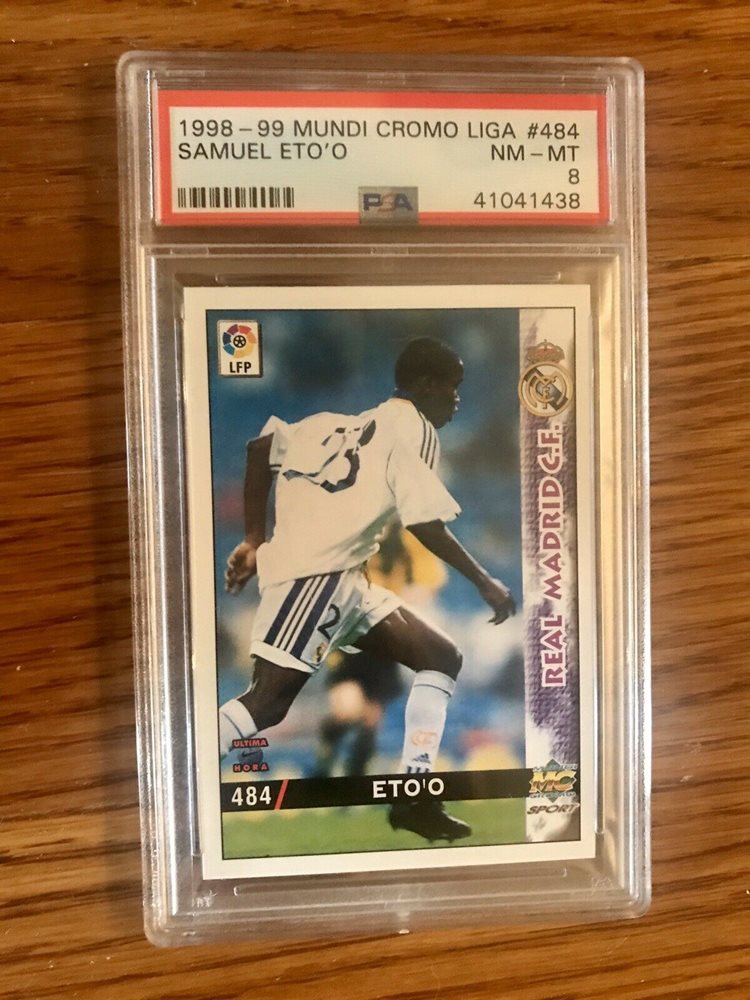 1998-99 MUNDI CROMO LIGA #484
SAMUEL ETO'O NM-MT
8
PSA 41041438
LFP
REAL MADRID C.F.
2
ULTIMA
HORA
484/ ETO'O
MC
SPORT